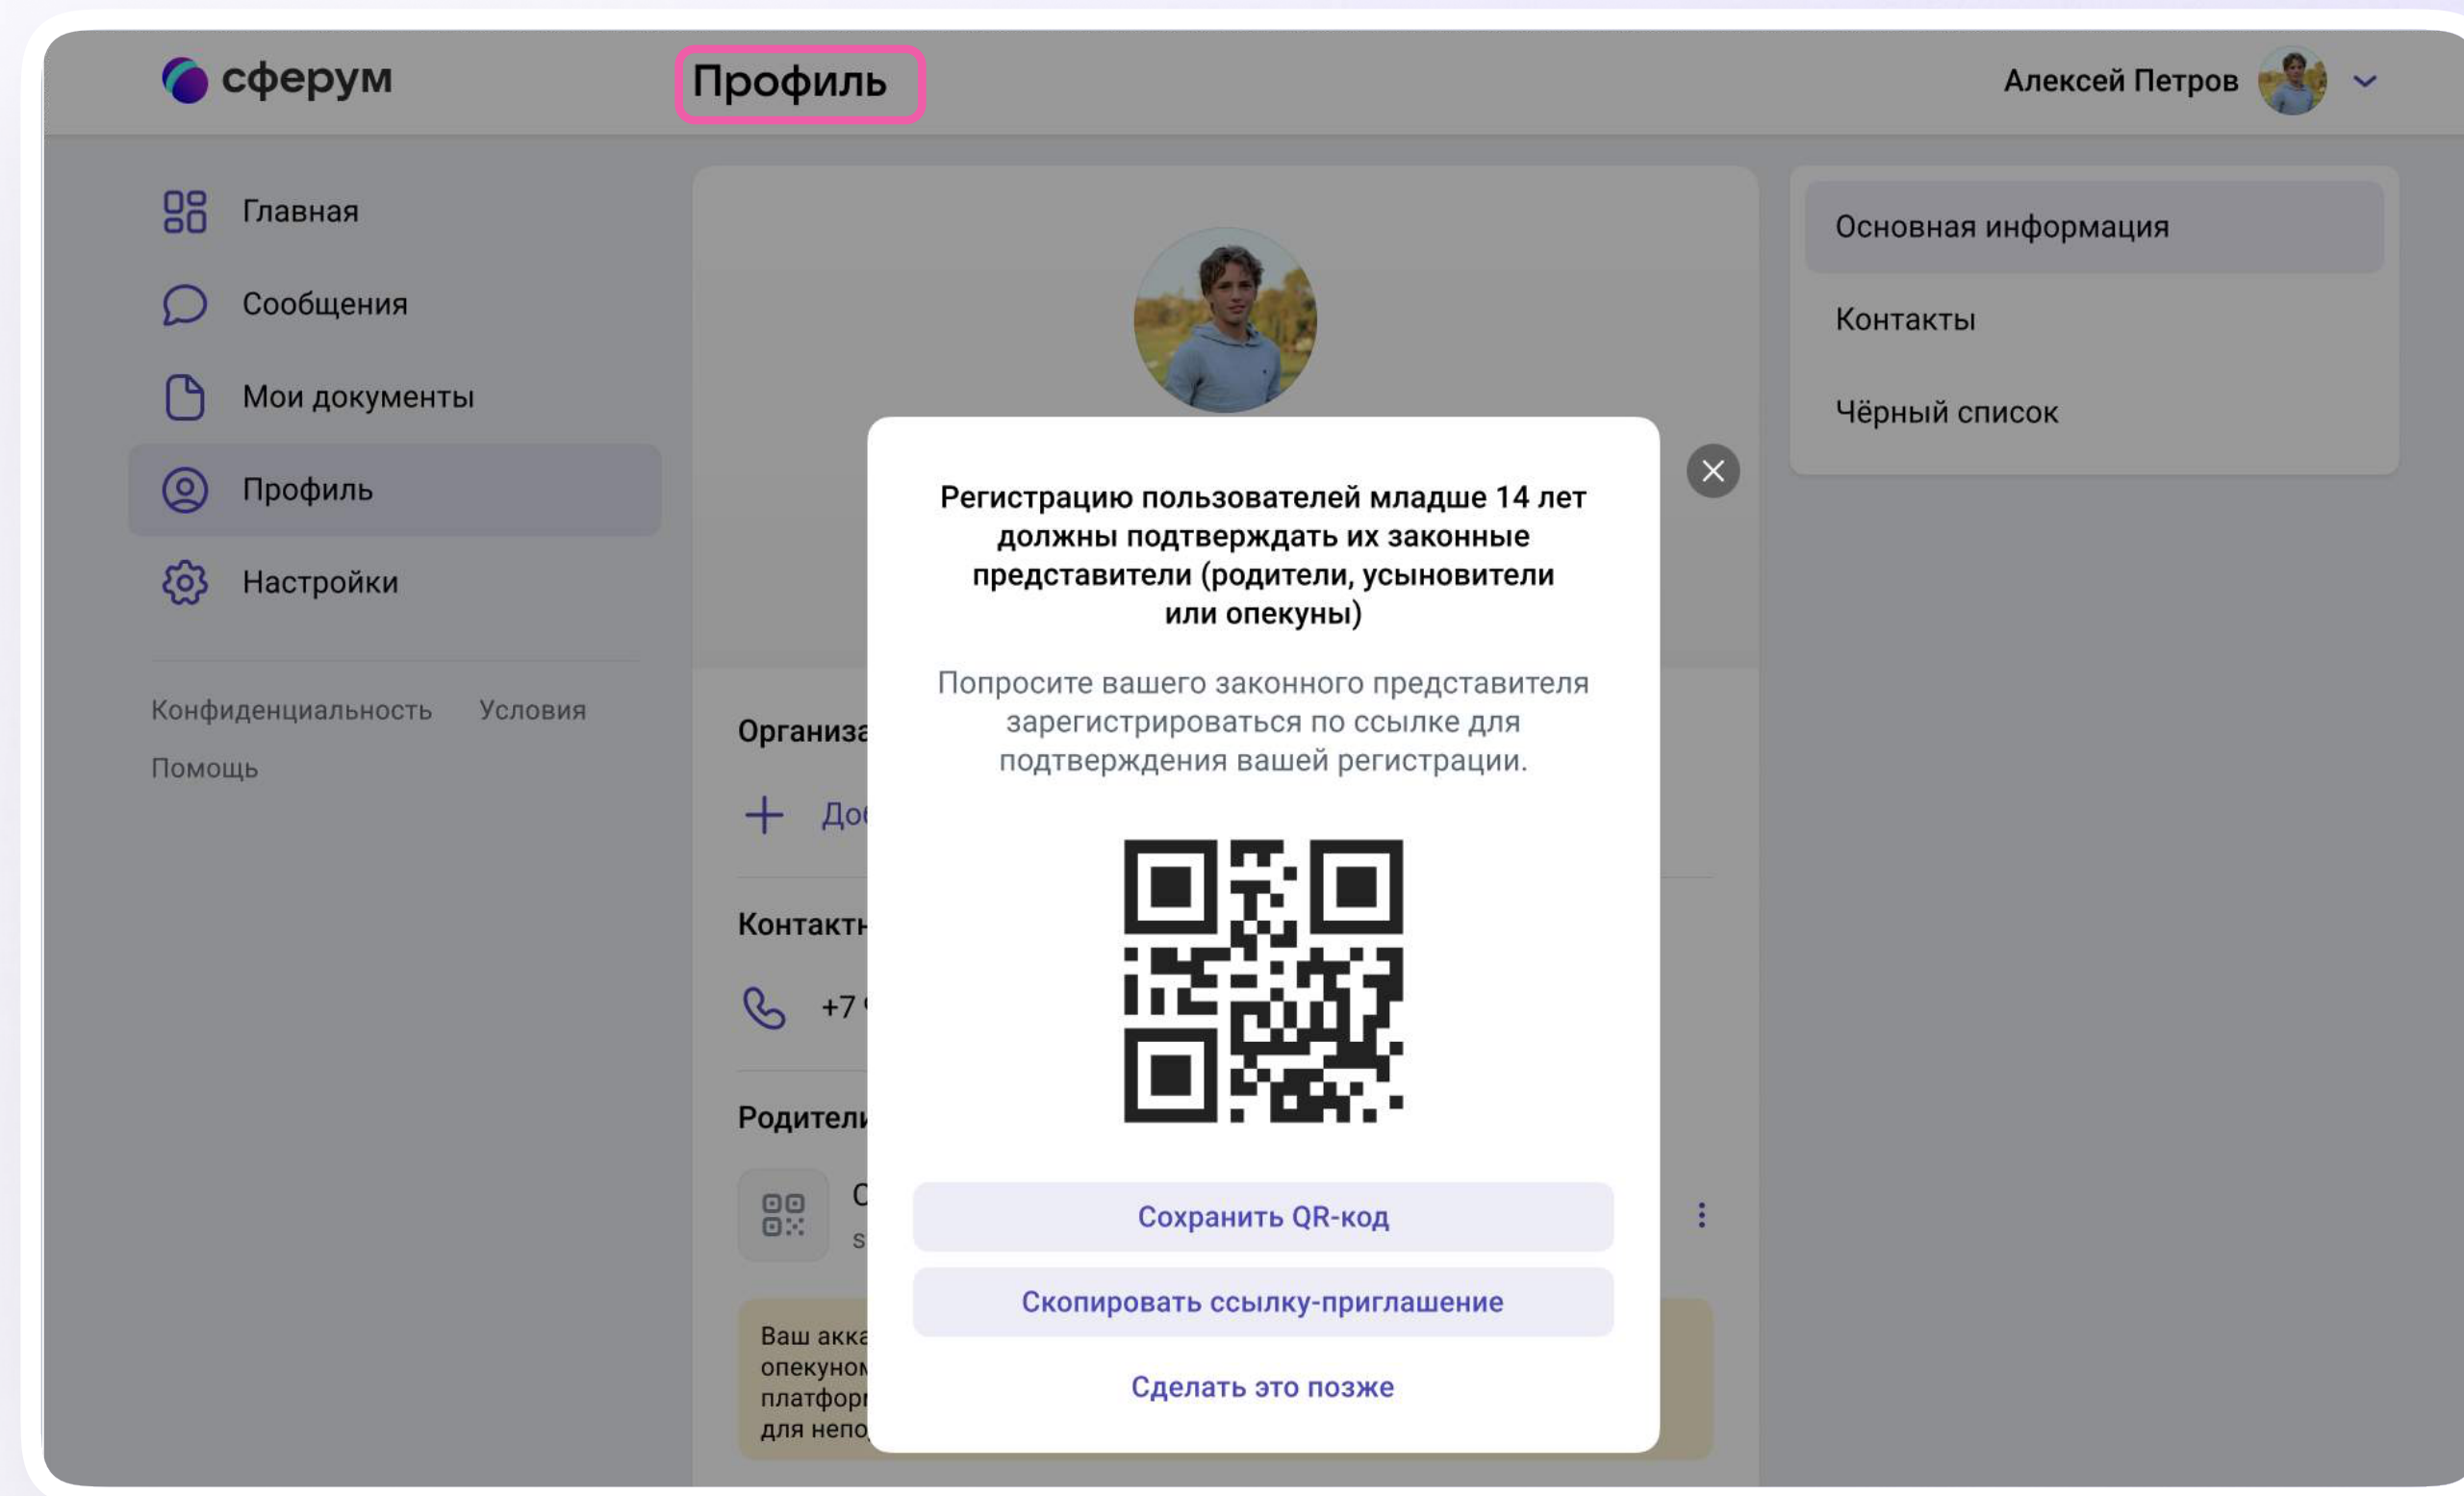 сферум
Профиль
Алексей Петров
Главная
Сообщения
Мои документы
Профиль
Настройки
Конфиденциальность Условия
Помощь
Основная информация
Контакты
Чёрный список
Регистрацию пользователей младше 14 лет
должны подтверждать их законные
представители (родители, усыновители
или опекуны)
Попросите вашего законного представителя
зарегистрироваться по ссылке для
подтверждения вашей регистрации.
Сохранить QR-код
Скопировать ссылку-приглашение
Сделать это позже
+7
Ваш